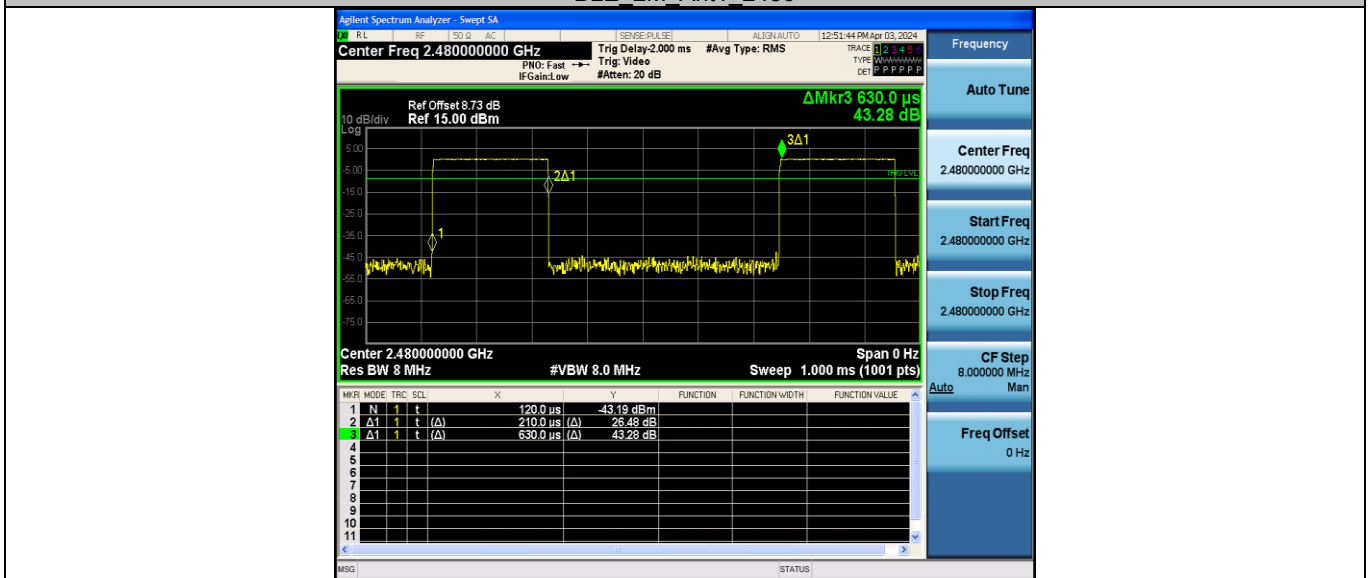 Agilent Spectrum Analyzer - Swept SA
RL RF 50 Ω AC SENSE:PULSE ALIGN AUTO 12:51:44 PM Apr 03, 2024
Center Freq 2.480000000 GHz
PNO: Fast
IFGain:Low
Trig Delay-2.000 ms
Trig: Video
#Atten: 20 dB
#Avg Type: RMS
TRACE 1 2 3 4 5 6
TYPE WWWWWW
DET P P P P P P
ΔMkr3 630.0 µs
43.28 dB
Ref Offset 8.73 dB
10 dB/div Ref 15.00 dBm
Log
5.00
-5.00
-15.0
-25.0
-35.0
-45.0
-55.0
-65.0
-75.0
3Δ1
TRIG LVL
2Δ1
1
Center 2.480000000 GHz Span 0 Hz
Res BW 8 MHz #VBW 8.0 MHz Sweep 1.000 ms (1001 pts)
MKR MODE TRC SCL X Y FUNCTION FUNCTION WIDTH FUNCTION VALUE
1 N 1 t 120.0 µs -43.19 dBm
2 Δ1 1 t (Δ) 210.0 µs (Δ) 26.48 dB
3 Δ1 1 t (Δ) 630.0 µs (Δ) 43.28 dB
4
5
6
7
8
9
10
11
MSG STATUS
Frequency
Auto Tune
Center Freq
2.480000000 GHz
Start Freq
2.480000000 GHz
Stop Freq
2.480000000 GHz
CF Step
8.000000 MHz
Auto Man
Freq Offset
0 Hz